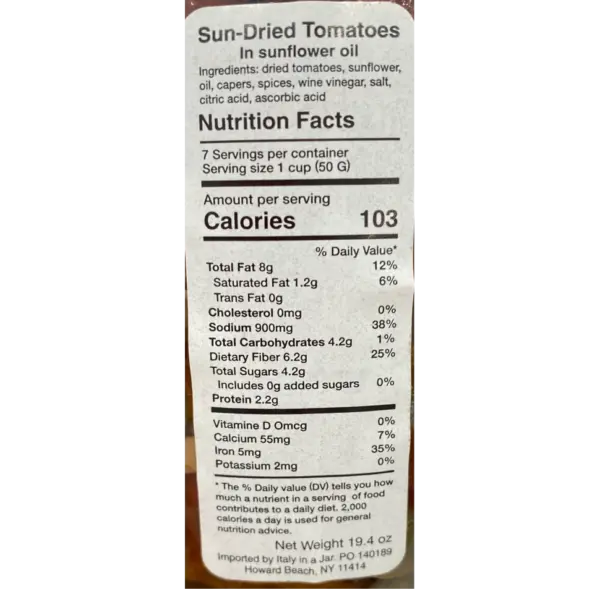 Sun-Dried Tomatoes
In sunflower oil
Ingredients: dried tomatoes, sunflower,
oil, capers, spices, wine vinegar, salt,
citric acid, ascorbic acid
Nutrition Facts
7 Servings per container
Serving size 1 cup (50 G)
Amount per serving
Calories 103
% Daily Value*
Total Fat 8g 12%
Saturated Fat 1.2g 6%
Trans Fat 0g
Cholesterol 0mg 0%
Sodium 900mg 38%
Total Carbohydrates 4.2g 1%
Dietary Fiber 6.2g 25%
Total Sugars 4.2g
Includes 0g added sugars 0%
Protein 2.2g
Vitamine D Omcg 0%
Calcium 55mg 7%
Iron 5mg 35%
Potassium 2mg 0%
* The % Daily value (DV) tells you how
much a nutrient in a serving of food
contributes to a daily diet. 2,000
calories a day is used for general
nutrition advice.
Net Weight 19.4 oz
Imported by Italy in a Jar. PO 140189
Howard Beach, NY 11414